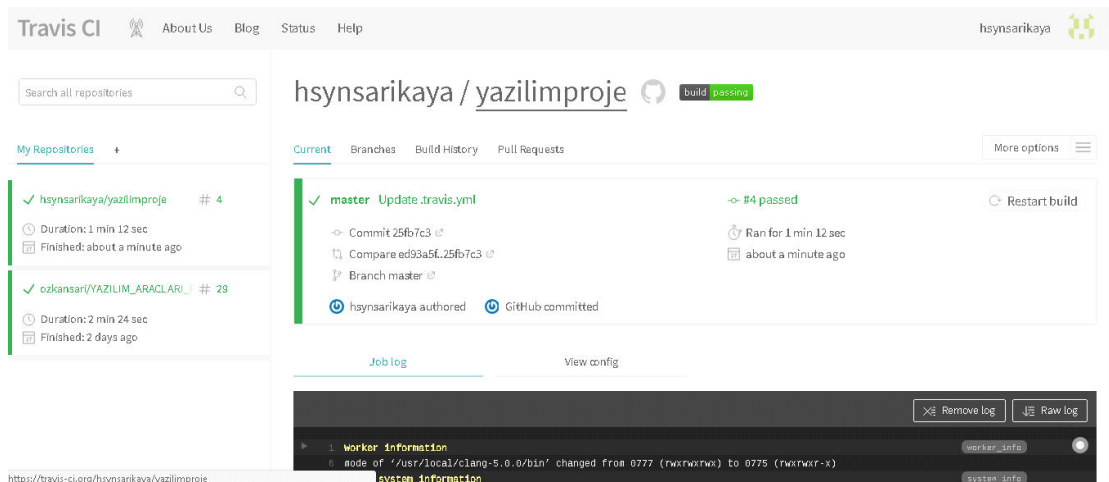 Travis CI About Us Blog Status Help hsynsarikaya
Search all repositories
My Repositories +
hsynsarikaya/yazilimproje # 4
Duration: 1 min 12 sec
Finished: about a minute ago
ozkansari/YAZILIM_ARACLARI_ # 29
Duration: 2 min 24 sec
Finished: 2 days ago
hsynsarikaya / yazilimproje build passing
Current Branches Build History Pull Requests More options
master Update .travis.yml #4 passed Restart build
Commit 25fb7c3 Ran for 1 min 12 sec
Compare ed93a5f..25fb7c3 about a minute ago
Branch master
hsynsarikaya authored GitHub committed
Job log View config
Remove log Raw log
1 worker information worker_info
6 mode of '/usr/local/clang-5.0.0/bin' changed from 0777 (rwxrwxrwx) to 0775 (rwxrwxr-x)
system information system_info
https://travis-ci.org/hsynsarikaya/yazilimproje